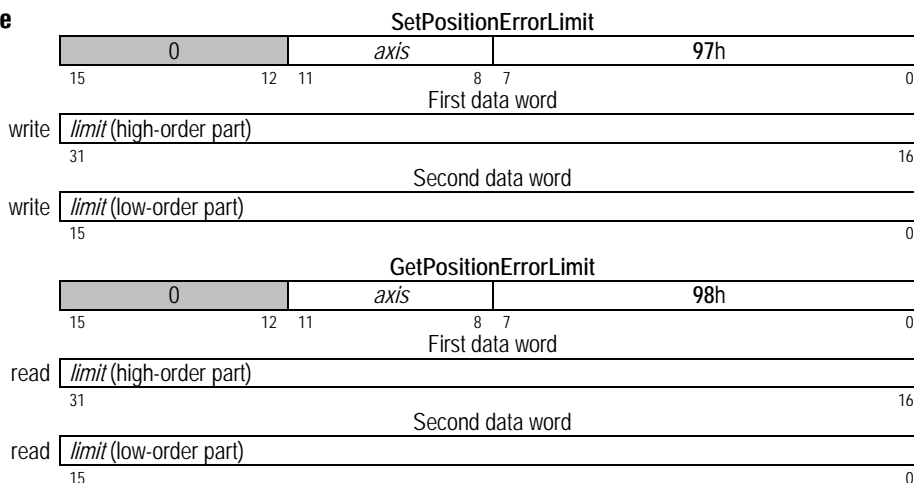 e
SetPositionErrorLimit
0 axis 97h
15 12 11 8 7 0
First data word
write limit (high-order part)
31 16
Second data word
write limit (low-order part)
15 0
GetPositionErrorLimit
0 axis 98h
15 12 11 8 7 0
First data word
read limit (high-order part)
31 16
Second data word
read limit (low-order part)
15 0